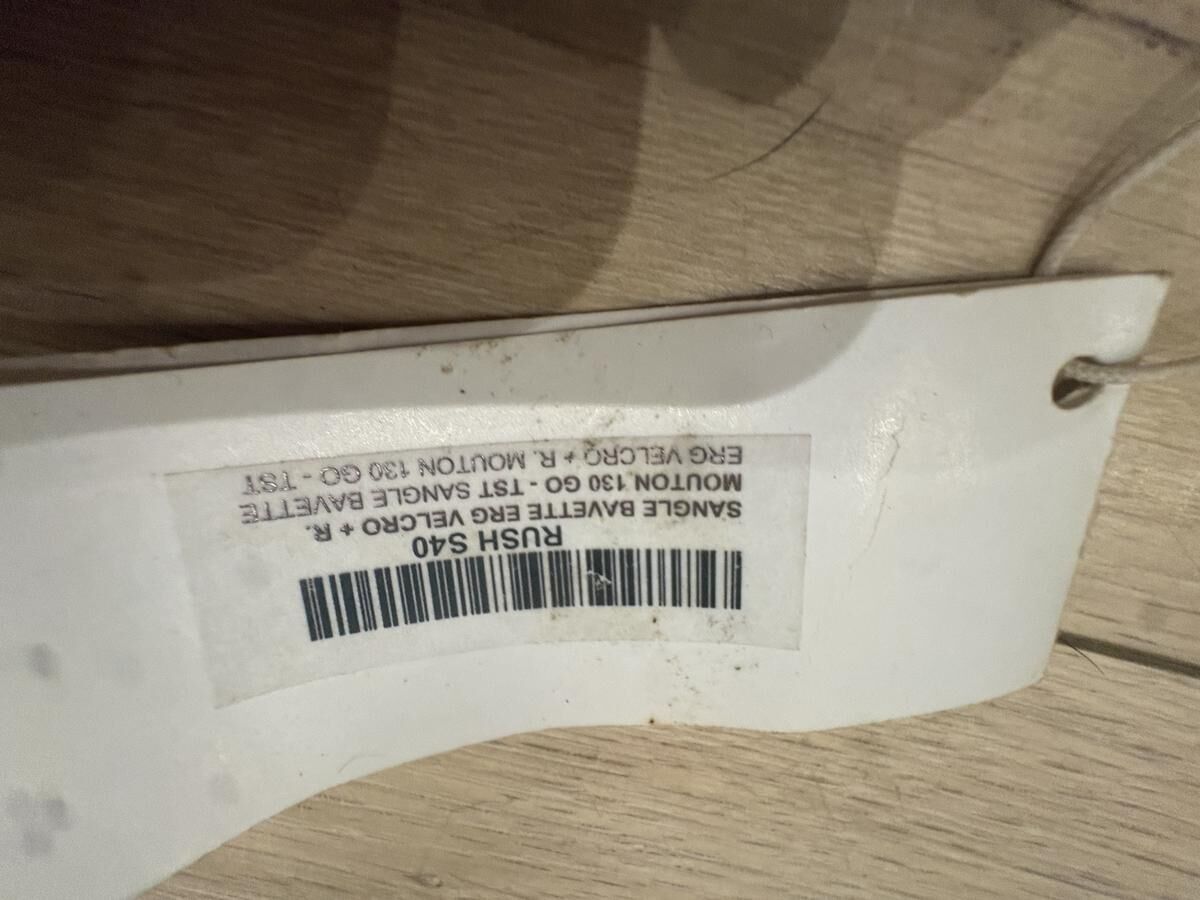 RUSH S40
SANGLE BAVETTE ERG VELCRO + R.
MOUTON 130 GO - TST SANGLE BAVETTE
ERG VELCRO + R. MOUTON 130 GO - TST